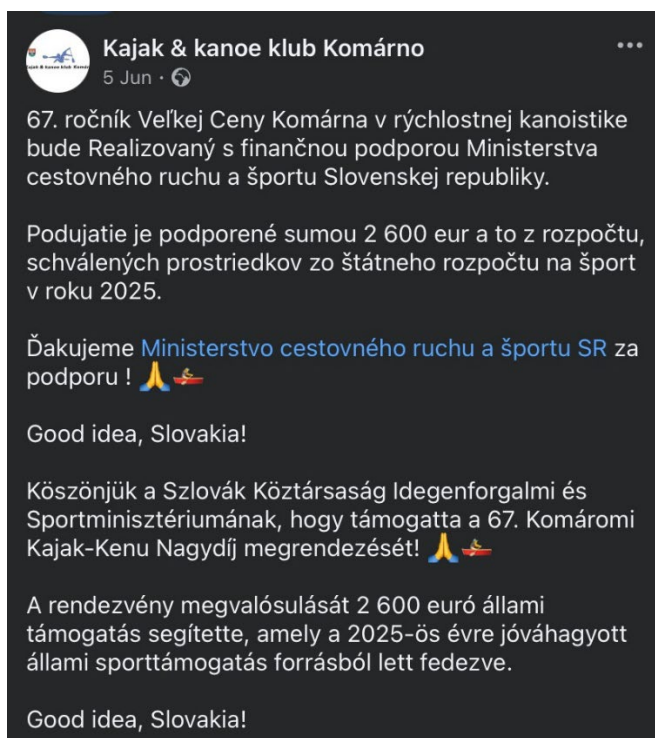 Kajak & kanoe klub Komárno
5 Jun
67. ročník Veľkej Ceny Komárna v rýchlostnej kanoistike
bude Realizovaný s finančnou podporou Ministerstva
cestovného ruchu a športu Slovenskej republiky.
Podujatie je podporené sumou 2 600 eur a to z rozpočtu,
schválených prostriedkov zo štátneho rozpočtu na šport
v roku 2025.
Ďakujeme Ministerstvo cestovného ruchu a športu SR za
podporu ! 🙏🚣
Good idea, Slovakia!
Köszönjük a Szlovák Köztársaság Idegenforgalmi és
Sportminisztériumának, hogy támogatta a 67. Komáromi
Kajak-Kenu Nagydíj megrendezését! 🙏🚣
A rendezvény megvalósulását 2 600 euró állami
támogatás segítette, amely a 2025-ös évre jóváhagyott
állami sporttámogatás forrásból lett fedezve.
Good idea, Slovakia!